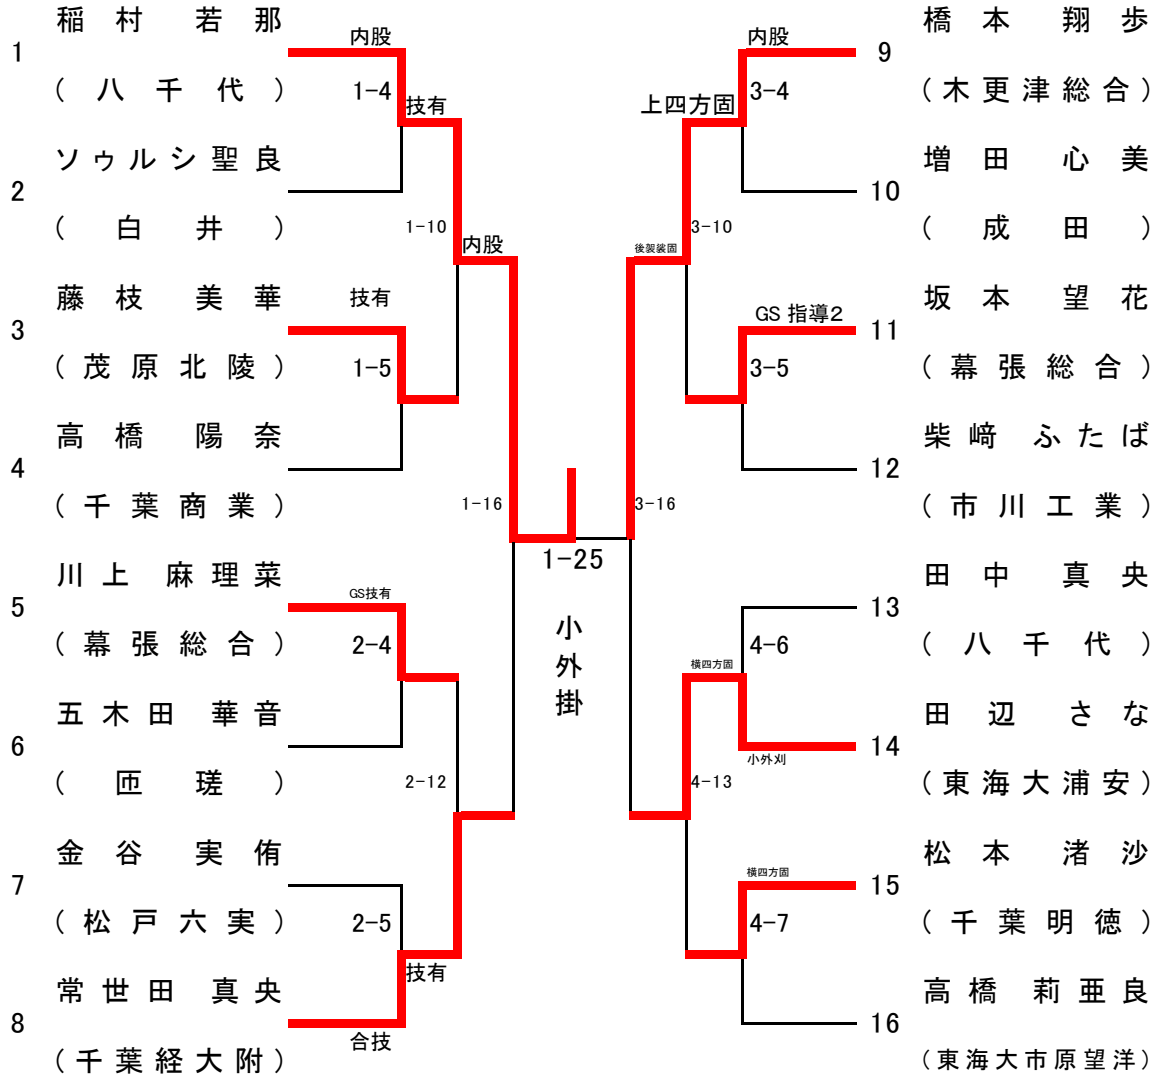 稲村 若那
1
(八千代)
ソゥルシ聖良
2
(白井)
藤枝 美華
3
(茂原北陵)
高橋 陽奈
4
(千葉商業)
川上 麻理菜
5
(幕張総合)
五木田 華音
6
(匝瑳)
金谷 実侑
7
(松戸六実)
常世田 真央
8
(千葉経大附)
内股
1-4
技有
1-10
技有
1-5
内股
1-16
GS技有
2-4
2-12
2-5
技有
合技
1-25
小外掛
内股
3-4
上四方固
3-10
後袈裟固
GS 指導2
3-5
3-16
4-6
横四方固
小外刈
4-13
横四方固
4-7
橋本 翔歩
9
(木更津総合)
増田 心美
10
(成田)
坂本 望花
11
(幕張総合)
柴﨑 ふたば
12
(市川工業)
田中 真央
13
(八千代)
田辺 さな
14
(東海大浦安)
松本 渚沙
15
(千葉明徳)
高橋 莉亜良
16
(東海大市原望洋)